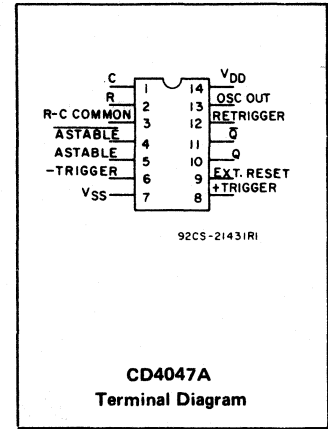 C 1 14 VDD
R 2 13 OSC OUT
R-C COMMON 3 12 RETRIGGER
A̅S̅T̅A̅B̅L̅E̅ 4 11 Q̅
ASTABLE 5 10 Q
-TRIGGER 6 9 EXT. RESET
VSS 7 8 +TRIGGER
92CS-21431R1
CD4047A
Terminal Diagram